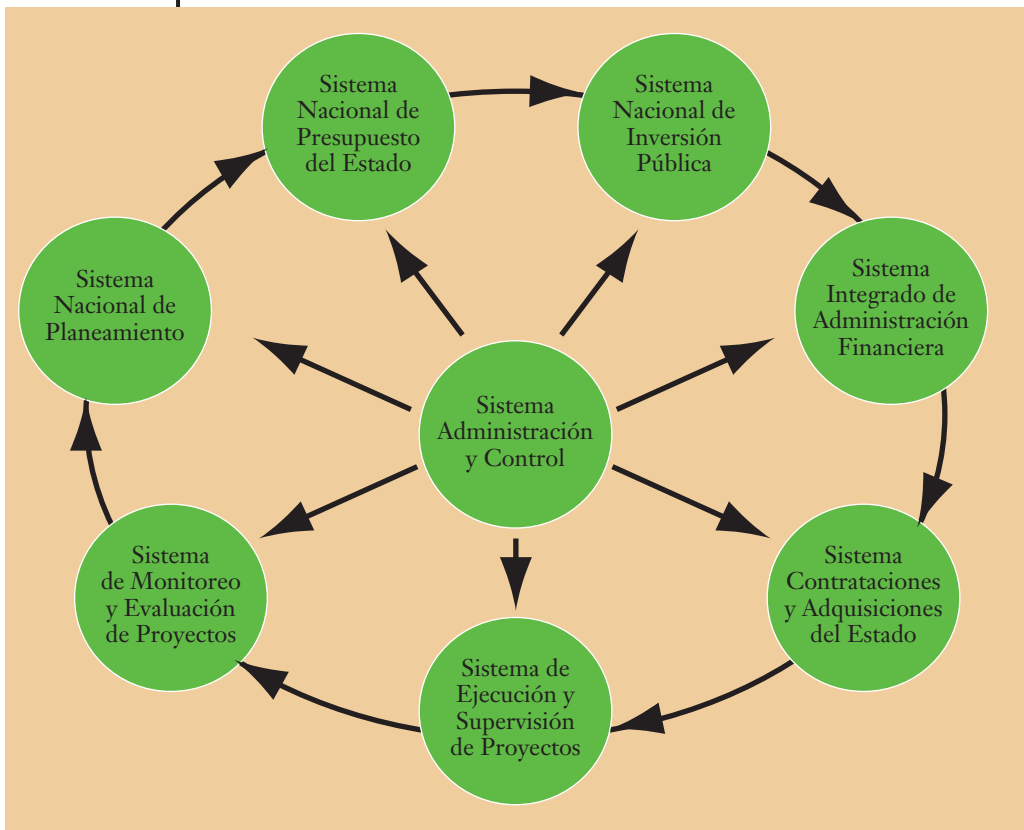 Sistema
Nacional de
Presupuesto
del Estado
Sistema
Nacional de
Inversión
Pública
Sistema
Integrado de
Administración
Financiera
Sistema
Contrataciones
y Adquisiciones
del Estado
Sistema de
Ejecución y
Supervisión
de Proyectos
Sistema
de Monitoreo
y Evaluación
de Proyectos
Sistema
Nacional de
Planeamiento
Sistema
Administración
y Control